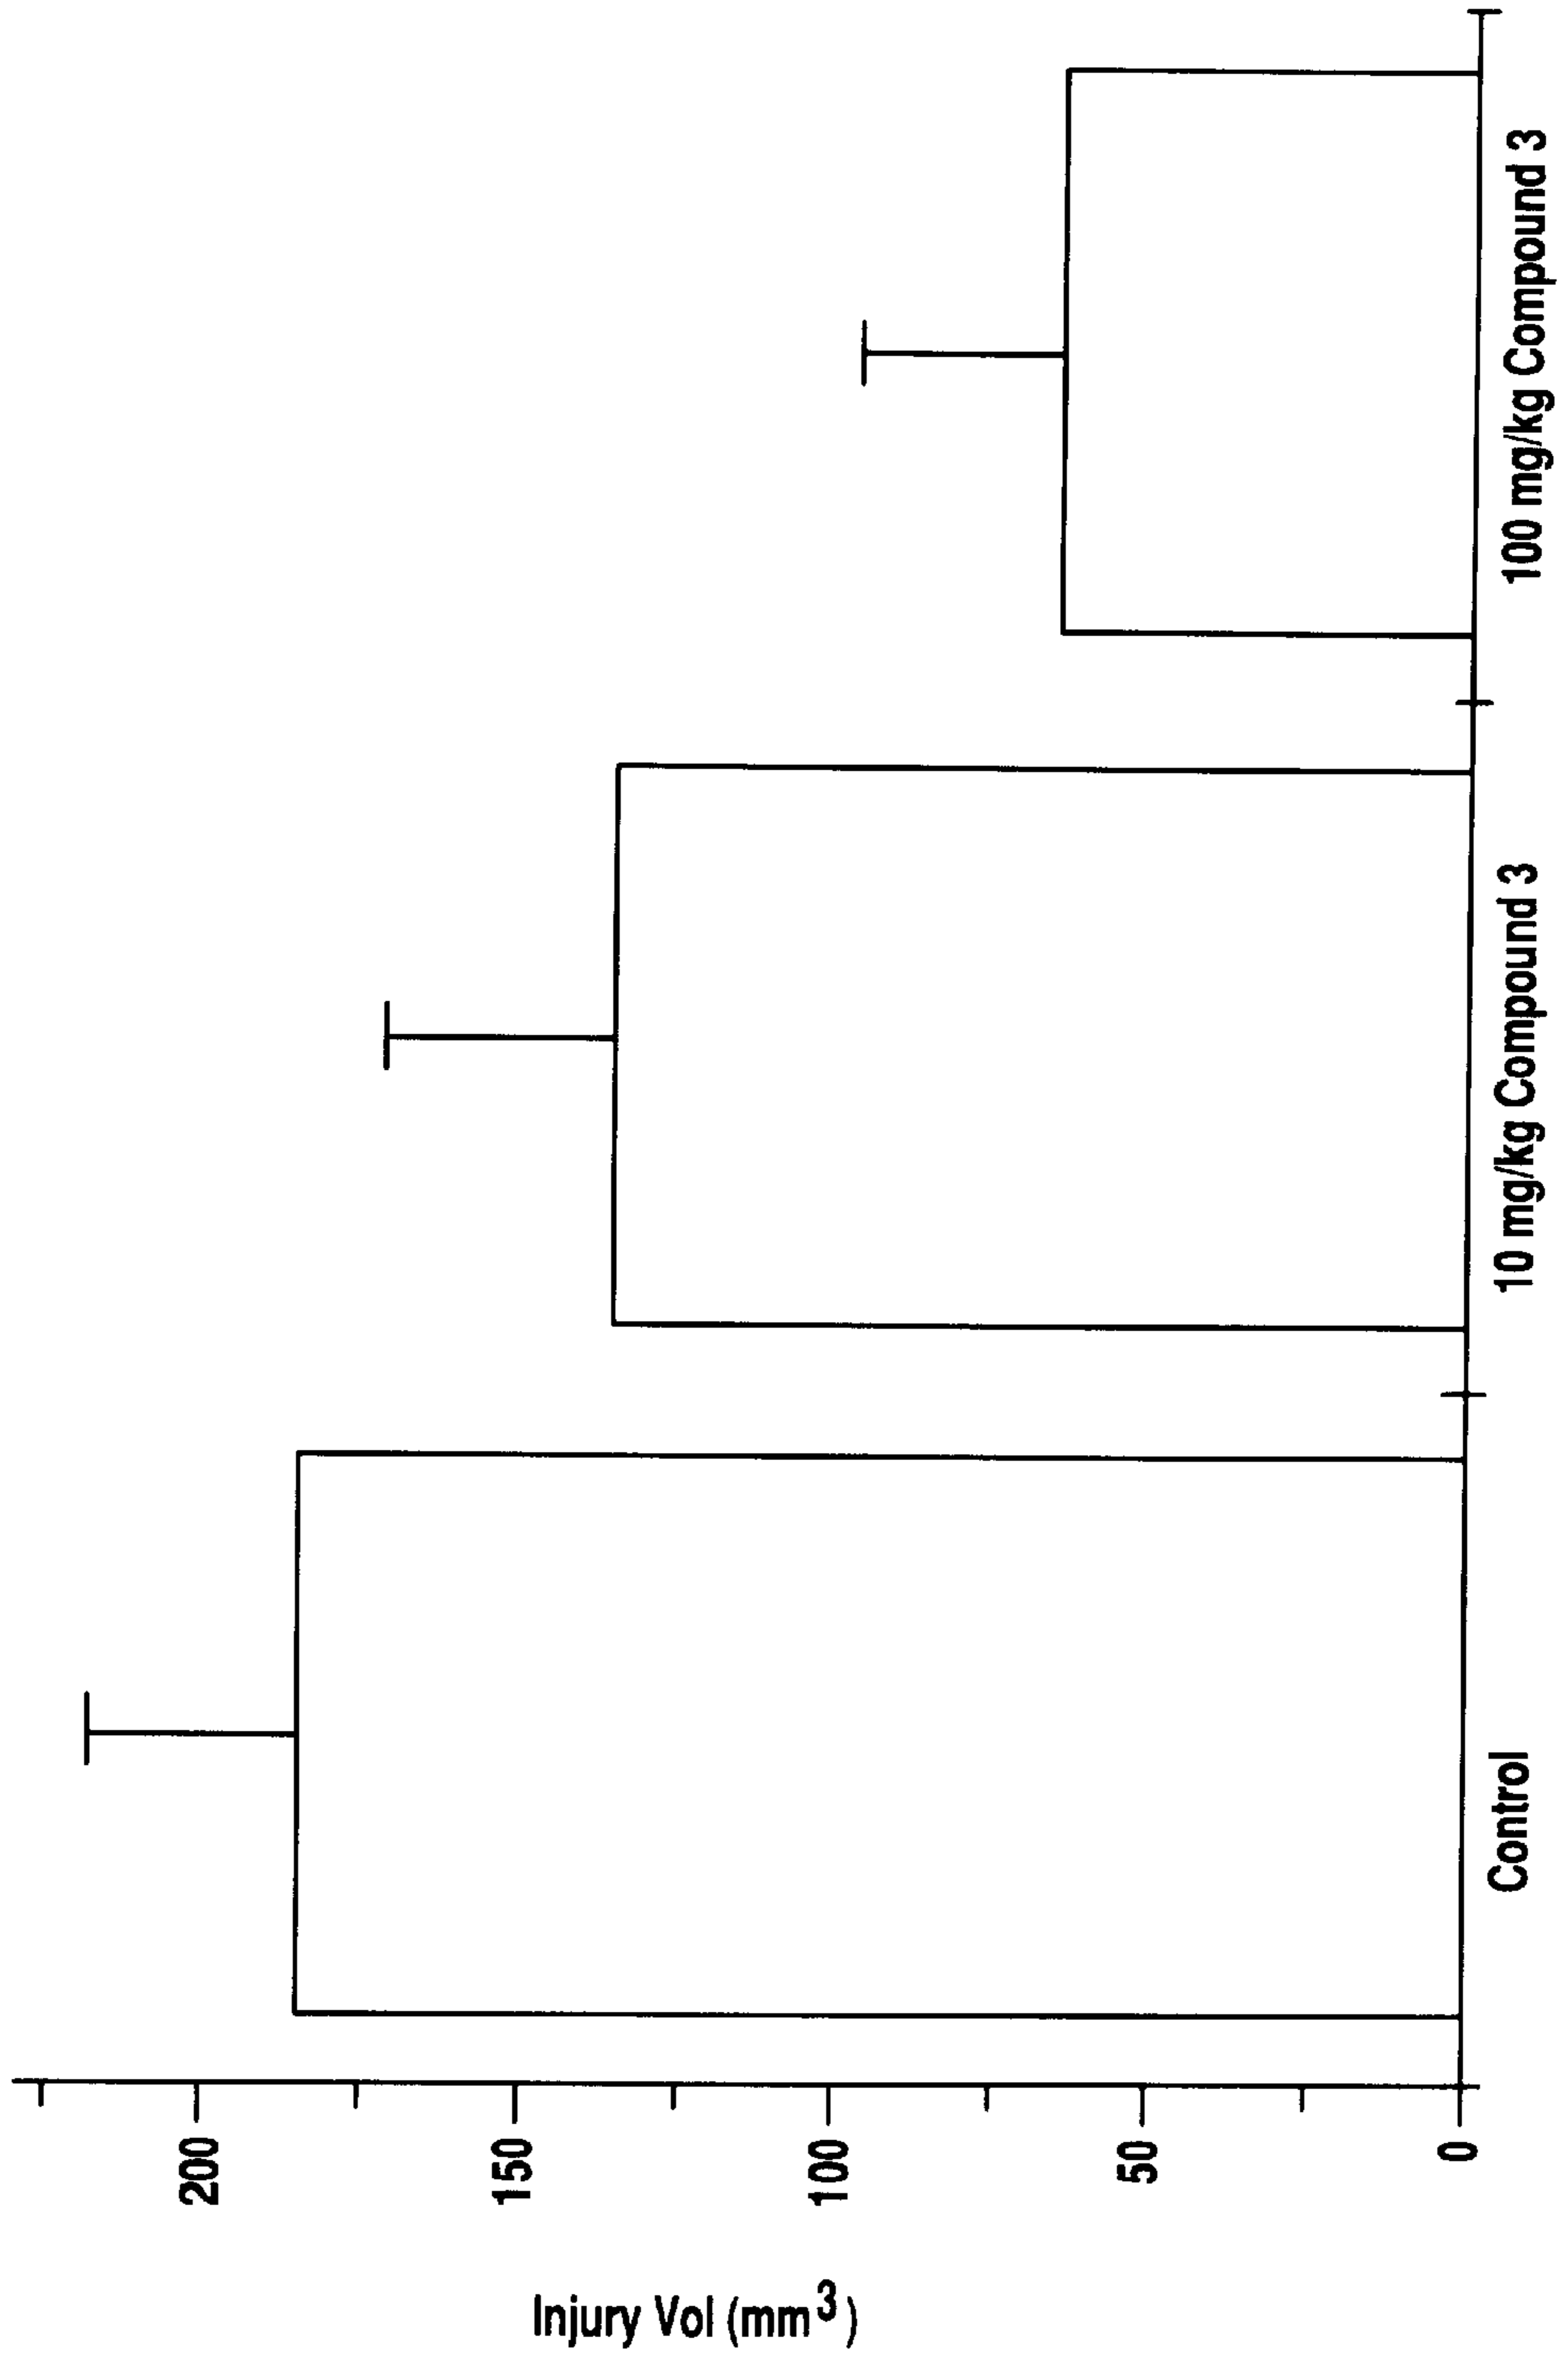 Injury Vol (mm³)
200
150
100
50
0
Control
10 mg/kg Compound 3
100 mg/kg Compound 3